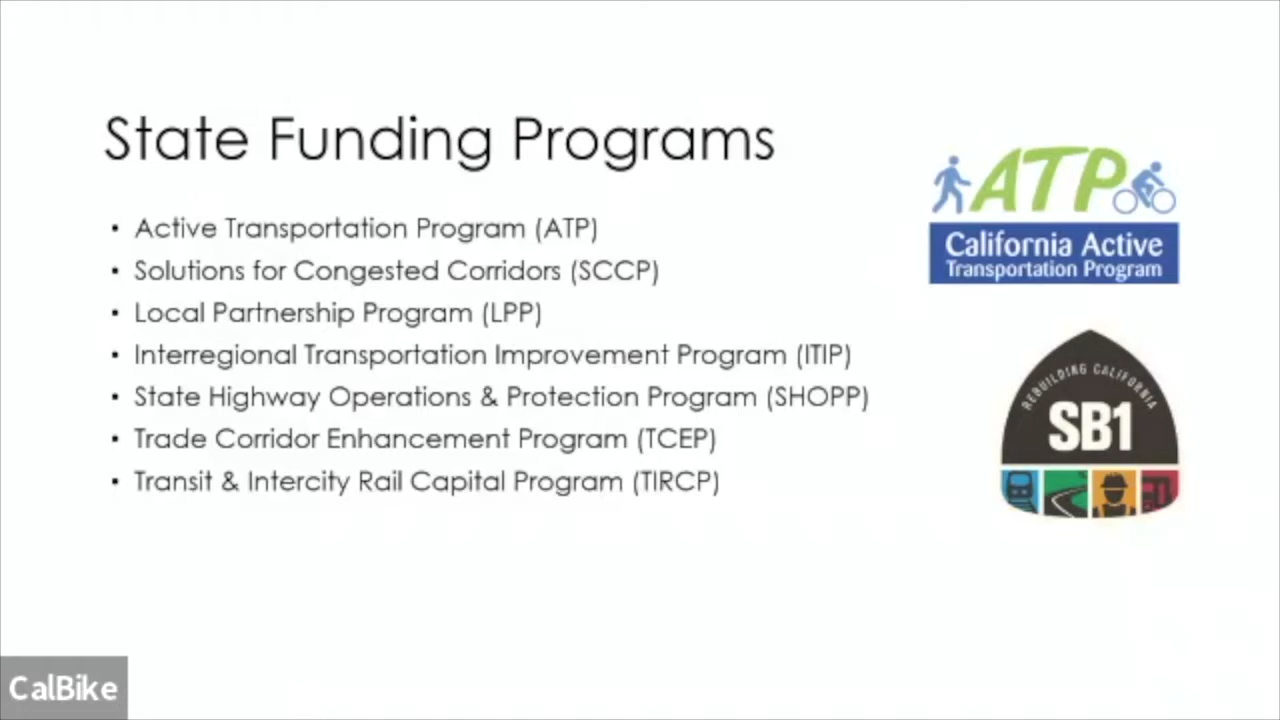 State Funding Programs
• Active Transportation Program (ATP)
• Solutions for Congested Corridors (SCCP)
• Local Partnership Program (LPP)
• Interregional Transportation Improvement Program (ITIP)
• State Highway Operations & Protection Program (SHOPP)
• Trade Corridor Enhancement Program (TCEP)
• Transit & Intercity Rail Capital Program (TIRCP)
ATP
California Active
Transportation Program
REBUILDING CALIFORNIA
SB1
CalBike